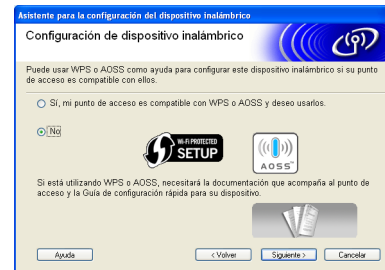 Asistente para la configuración del dispositivo inalámbrico
Configuración de dispositivo inalámbrico
Puede usar WPS o AOSS como ayuda para configurar este dispositivo inalámbrico si su punto
de acceso es compatible con ellos.
Sí, mi punto de acceso es compatible con WPS o AOSS y deseo usarlos.
No
WI-FI PROTECTED
SETUP
AOSS™
Si está utilizando WPS o AOSS, necesitará la documentación que acompaña al punto de
acceso y la Guía de configuración rápida para su dispositivo.
Ayuda
< Volver
Siguiente >
Cancelar